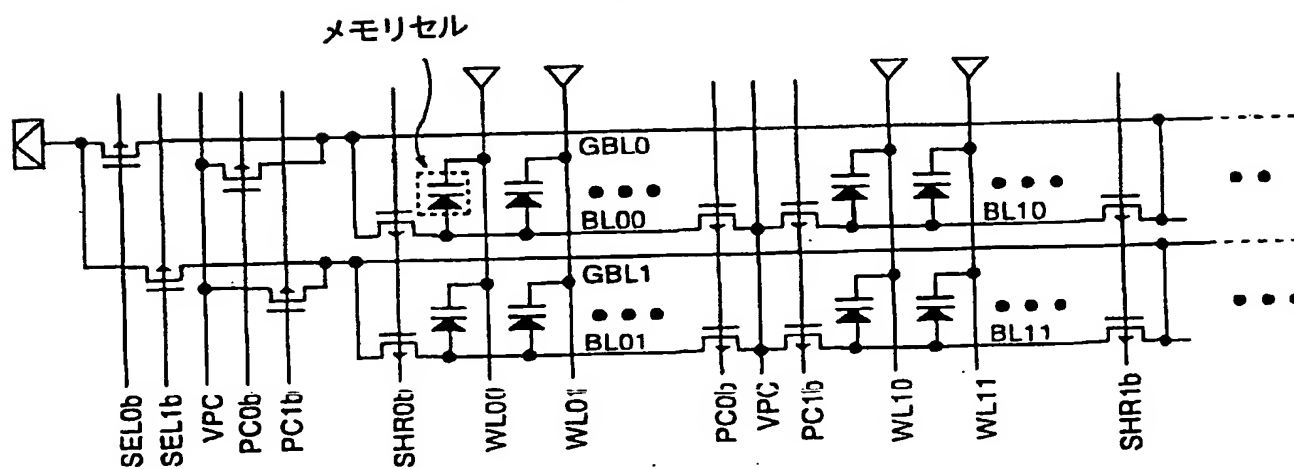 メモリセル
GBL0
BL00
BL10
GBL1
BL01
BL11
SEL0b
SEL1b
VPC
PC0b
PC1b
SHR0b
WL00
WL01
PC0b
VPC
PC1b
WL10
WL11
SHR1b